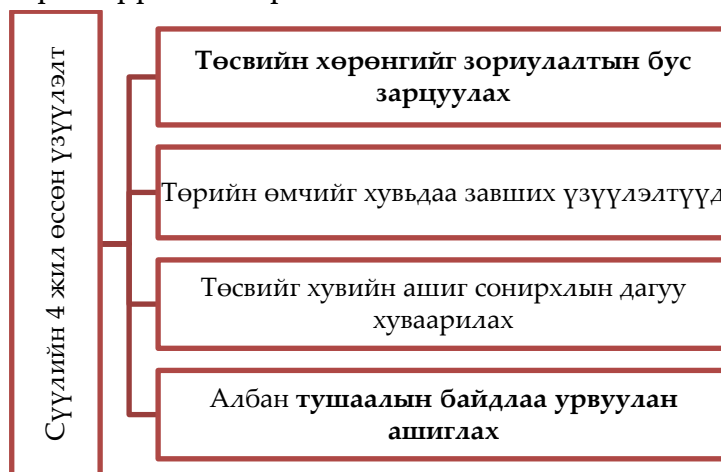 Сүүлийн 4 жил өссөн үзүүлэлт
Төсвийн хөрөнгийг зориулалтын бус
зарцуулах
Төрийн өмчийг хувьдаа завших үзүүлэлтүүд
Төсвийг хувийн ашиг сонирхлын дагуу
хуваарилах
Албан тушаалын байдлаа урвуулан
ашиглах